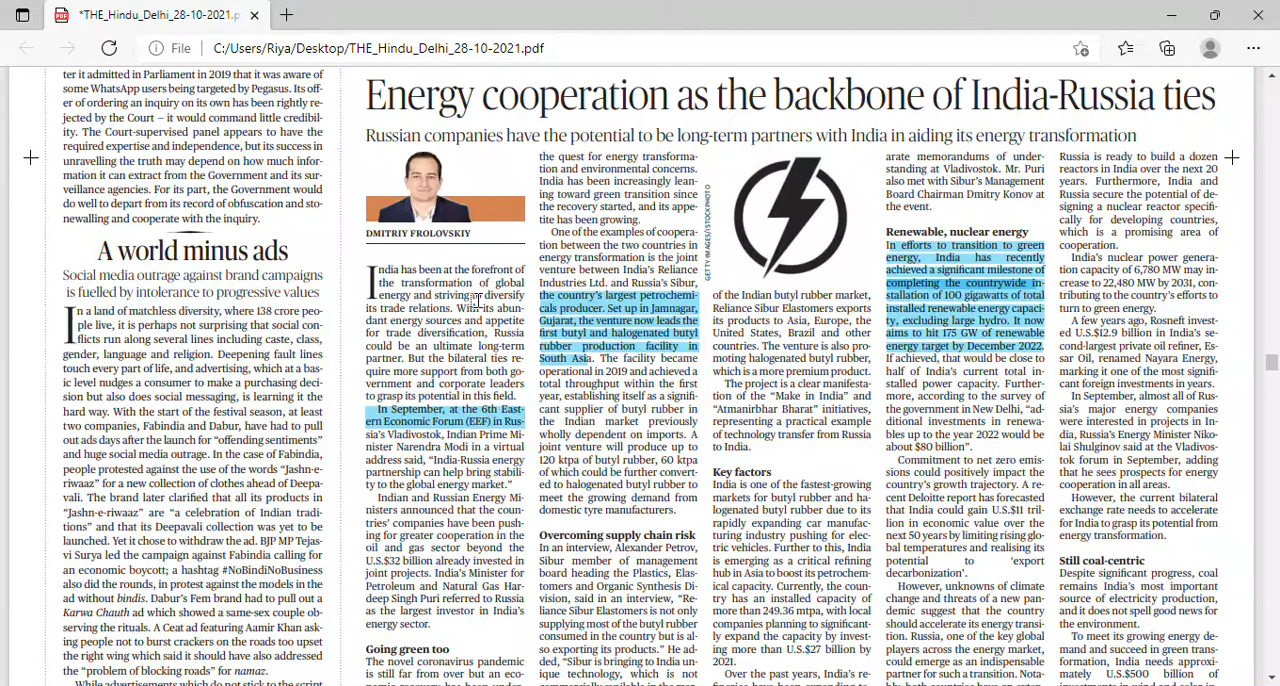 *THE_Hindu_Delhi_28-10-2021.p
File
C:/Users/Riya/Desktop/THE_Hindu_Delhi_28-10-2021.pdf
ter it admitted in Parliament in 2019 that it was aware of
some WhatsApp users being targeted by Pegasus. Its off-
er of ordering an inquiry on its own has been rightly re-
jected by the Court – it would command little credibil-
ity. The Court-supervised panel appears to have the
required expertise and independence, but its success in
unravelling the truth may depend on how much infor-
mation it can extract from the Government and its sur-
veillance agencies. For its part, the Government would
do well to depart from its record of obfuscation and sto-
newalling and cooperate with the inquiry.
A world minus ads
Social media outrage against brand campaigns
is fuelled by intolerance to progressive values
In a land of matchless diversity, where 138 crore peo-
ple live, it is perhaps not surprising that social con-
flicts run along several lines including caste, class,
gender, language and religion. Deepening fault lines
touch every part of life, and advertising, which at a ba-
sic level nudges a consumer to make a purchasing deci-
sion but also does social messaging, is learning it the
hard way. With the start of the festival season, at least
two companies, Fabindia and Dabur, have had to pull
out ads days after the launch for “offending sentiments”
and huge social media outrage. In the case of Fabindia,
people protested against the use of the words “Jashn-e-
riwaaz” for a new collection of clothes ahead of Deepa-
vali. The brand later clarified that all its products in
“Jashn-e-riwaaz” are “a celebration of Indian tradi-
tions” and that its Deepavali collection was yet to be
launched. Yet it chose to withdraw the ad. BJP MP Tejas-
vi Surya led the campaign against Fabindia calling for
an economic boycott; a hashtag #NoBindiNoBusiness
also did the rounds, in protest against the models in the
ad without bindis. Dabur’s Fem brand had to pull out a
Karwa Chauth ad which showed a same-sex couple ob-
serving the rituals. A Ceat ad featuring Aamir Khan ask-
ing people not to burst crackers on the roads too upset
the right wing which said it should have also addressed
the “problem of blocking roads” for namaz.
While advertisements which do not stick to the script
Energy cooperation as the backbone of India-Russia ties
Russian companies have the potential to be long-term partners with India in aiding its energy transformation
DMITRIY FROLOVSKIY
India has been at the forefront of
the transformation of global
energy and striving to diversify
its trade relations. With its abun-
dant energy sources and appetite
for trade diversification, Russia
could be an ultimate long-term
partner. But the bilateral ties re-
quire more support from both go-
vernment and corporate leaders
to grasp its potential in this field.
In September, at the 6th East-
ern Economic Forum (EEF) in Rus-
sia’s Vladivostok, Indian Prime Mi-
nister Narendra Modi in a virtual
address said, “India-Russia energy
partnership can help bring stabili-
ty to the global energy market.”
Indian and Russian Energy Mi-
nisters announced that the coun-
tries’ companies have been push-
ing for greater cooperation in the
oil and gas sector beyond the
U.S.$32 billion already invested in
joint projects. India’s Minister for
Petroleum and Natural Gas Har-
deep Singh Puri referred to Russia
as the largest investor in India’s
energy sector.
Going green too
The novel coronavirus pandemic
is still far from over but an eco-
the quest for energy transforma-
tion and environmental concerns.
India has been increasingly lean-
ing toward green transition since
the recovery started, and its appe-
tite has been growing.
One of the examples of coopera-
tion between the two countries in
energy transformation is the joint
venture between India’s Reliance
Industries Ltd. and Russia’s Sibur,
the country’s largest petrochemi-
cals producer. Set up in Jamnagar,
Gujarat, the venture now leads the
first butyl and halogenated butyl
rubber production facility in
South Asia. The facility became
operational in 2019 and achieved a
total throughput within the first
year, establishing itself as a signifi-
cant supplier of butyl rubber in
the Indian market previously
wholly dependent on imports. A
joint venture will produce up to
120 ktpa of butyl rubber, 60 ktpa
of which could be further convert-
ed to halogenated butyl rubber to
meet the growing demand from
domestic tyre manufacturers.
Overcoming supply chain risk
In an interview, Alexander Petrov,
Sibur member of management
board heading the Plastics, Elas-
tomers and Organic Synthesis Di-
vision, said in an interview, “Re-
liance Sibur Elastomers is not only
supplying most of the butyl rubber
consumed in the country but is al-
so exporting its products.” He ad-
ded, “Sibur is bringing to India un-
ique technology, which is not
GETTY IMAGES/ISTOCKPHOTO
of the Indian butyl rubber market,
Reliance Sibur Elastomers exports
its products to Asia, Europe, the
United States, Brazil and other
countries. The venture is also pro-
moting halogenated butyl rubber,
which is a more premium product.
The project is a clear manifesta-
tion of the “Make in India” and
“Atmanirbhar Bharat” initiatives,
representing a practical example
of technology transfer from Russia
to India.
Key factors
India is one of the fastest-growing
markets for butyl rubber and ha-
logenated butyl rubber due to its
rapidly expanding car manufac-
turing industry pushing for elec-
tric vehicles. Further to this, India
is emerging as a critical refining
hub in Asia to boost its petrochem-
ical capacity. Currently, the coun-
try has an installed capacity of
more than 249.36 mtpa, with local
companies planning to significant-
ly expand the capacity by invest-
ing more than U.S.$27 billion by
2021.
Over the past years, India’s re-
arate memorandums of under-
standing at Vladivostok. Mr. Puri
also met with Sibur’s Management
Board Chairman Dmitry Konov at
the event.
Renewable, nuclear energy
In efforts to transition to green
energy, India has recently
achieved a significant milestone of
completing the countrywide in-
stallation of 100 gigawatts of total
installed renewable energy capaci-
ty, excluding large hydro. It now
aims to hit 175 GW of renewable
energy target by December 2022.
If achieved, that would be close to
half of India’s current total in-
stalled power capacity. Further-
more, according to the survey of
the government in New Delhi, “ad-
ditional investments in renewa-
bles up to the year 2022 would be
about $80 billion”.
Commitment to net zero emis-
sions could positively impact the
country’s growth trajectory. A re-
cent Deloitte report has forecasted
that India could gain U.S.$11 tril-
lion in economic value over the
next 50 years by limiting rising glo-
bal temperatures and realising its
potential to ‘export
decarbonization’.
However, unknowns of climate
change and threats of a new pan-
demic suggest that the country
should accelerate its energy transi-
tion. Russia, one of the key global
players across the energy market,
could emerge as an indispensable
partner for such a transition. Nota-
Russia is ready to build a dozen
reactors in India over the next 20
years. Furthermore, India and
Russia secure the potential of de-
signing a nuclear reactor specifi-
cally for developing countries,
which is a promising area of
cooperation.
India’s nuclear power genera-
tion capacity of 6,780 MW may in-
crease to 22,480 MW by 2031, con-
tributing to the country’s efforts to
turn to green energy.
A few years ago, Rosneft invest-
ed U.S.$12.9 billion in India’s se-
cond-largest private oil refiner, Es-
sar Oil, renamed Nayara Energy,
marking it one of the most signifi-
cant foreign investments in years.
In September, almost all of Rus-
sia’s major energy companies
were interested in projects in In-
dia, Russia’s Energy Minister Niko-
lai Shulginov said at the Vladivos-
tok forum in September, adding
that he sees prospects for energy
cooperation in all areas.
However, the current bilateral
exchange rate needs to accelerate
for India to grasp its potential from
energy transformation.
Still coal-centric
Despite significant progress, coal
remains India’s most important
source of electricity production,
and it does not spell good news for
the environment.
To meet its growing energy de-
mand and succeed in green trans-
formation, India needs approxi-
mately U.S.$500 billion of